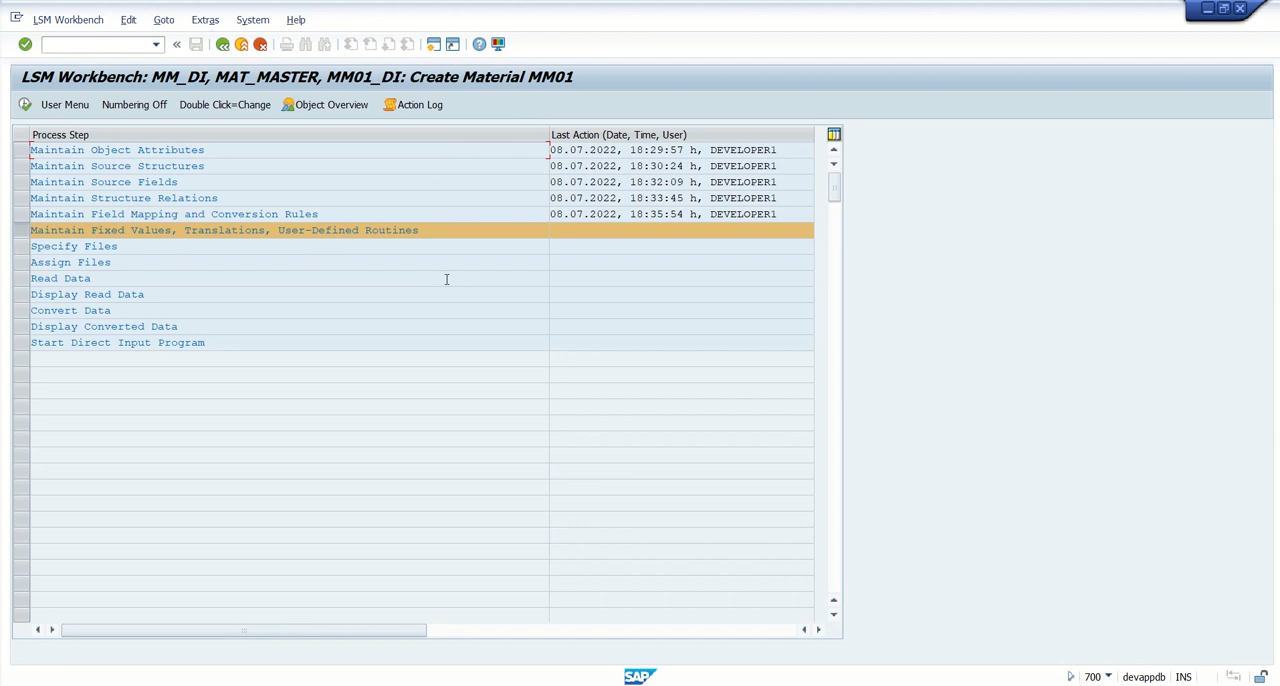 LSM Workbench Edit Goto Extras System Help
LSM Workbench: MM_DI, MAT_MASTER, MM01_DI: Create Material MM01
User Menu Numbering Off Double Click=Change Object Overview Action Log
Process Step Last Action (Date, Time, User)
Maintain Object Attributes 08.07.2022, 18:29:57 h, DEVELOPER1
Maintain Source Structures 08.07.2022, 18:30:24 h, DEVELOPER1
Maintain Source Fields 08.07.2022, 18:32:09 h, DEVELOPER1
Maintain Structure Relations 08.07.2022, 18:33:45 h, DEVELOPER1
Maintain Field Mapping and Conversion Rules 08.07.2022, 18:35:54 h, DEVELOPER1
Maintain Fixed Values, Translations, User-Defined Routines
Specify Files
Assign Files
Read Data
Display Read Data
Convert Data
Display Converted Data
Start Direct Input Program
SAP 700 devappdb INS